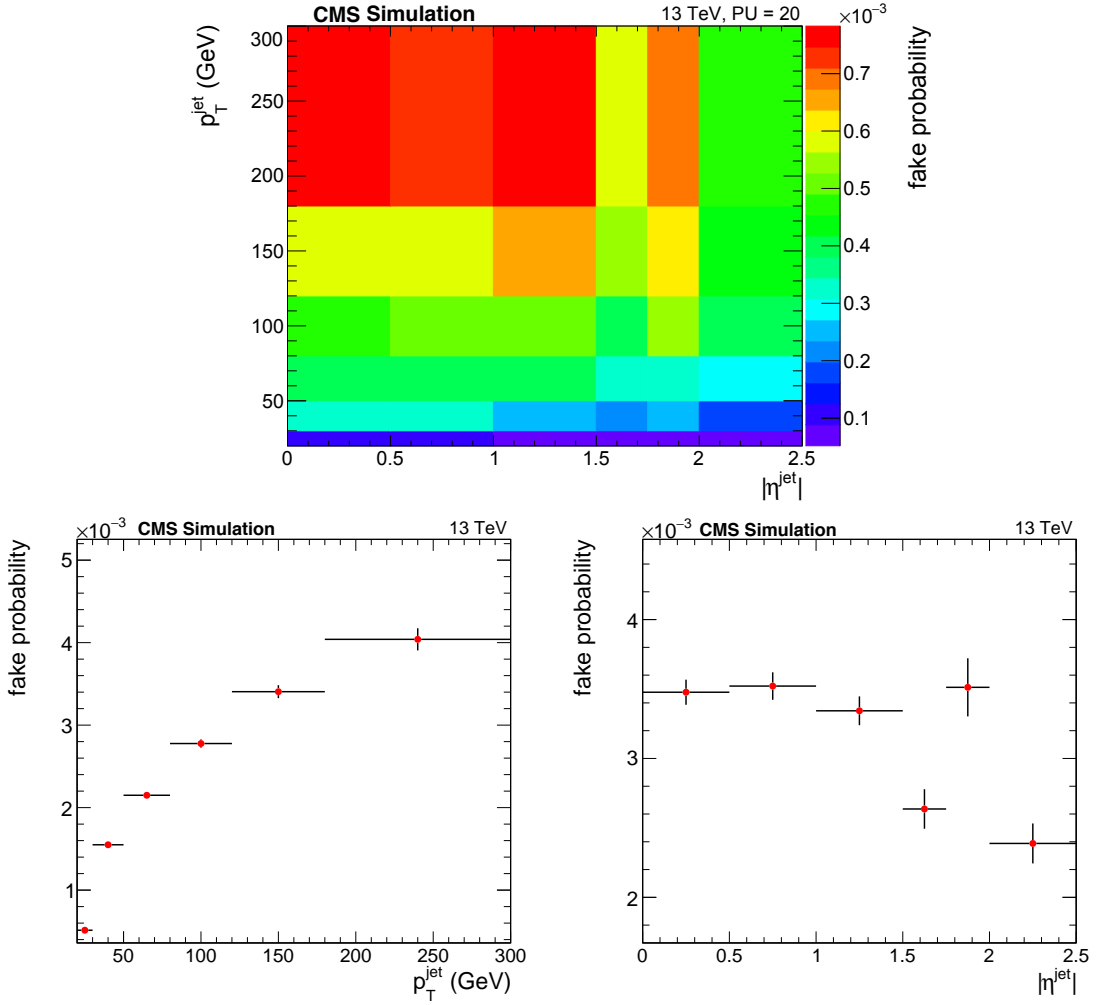 CMS Simulation 13 TeV, PU = 20 ×10⁻³
p_T^jet (GeV)
300
250
200
150
100
50
0 0.5 1 1.5 2 2.5
|η^jet|
0.7
0.6
0.5
0.4
0.3
0.2
0.1
fake probability
×10⁻³ CMS Simulation 13 TeV
fake probability
5
4
3
2
1
50 100 150 200 250 300
p_T^jet (GeV)
×10⁻³ CMS Simulation 13 TeV
fake probability
4
3
2
0 0.5 1 1.5 2 2.5
|η^jet|